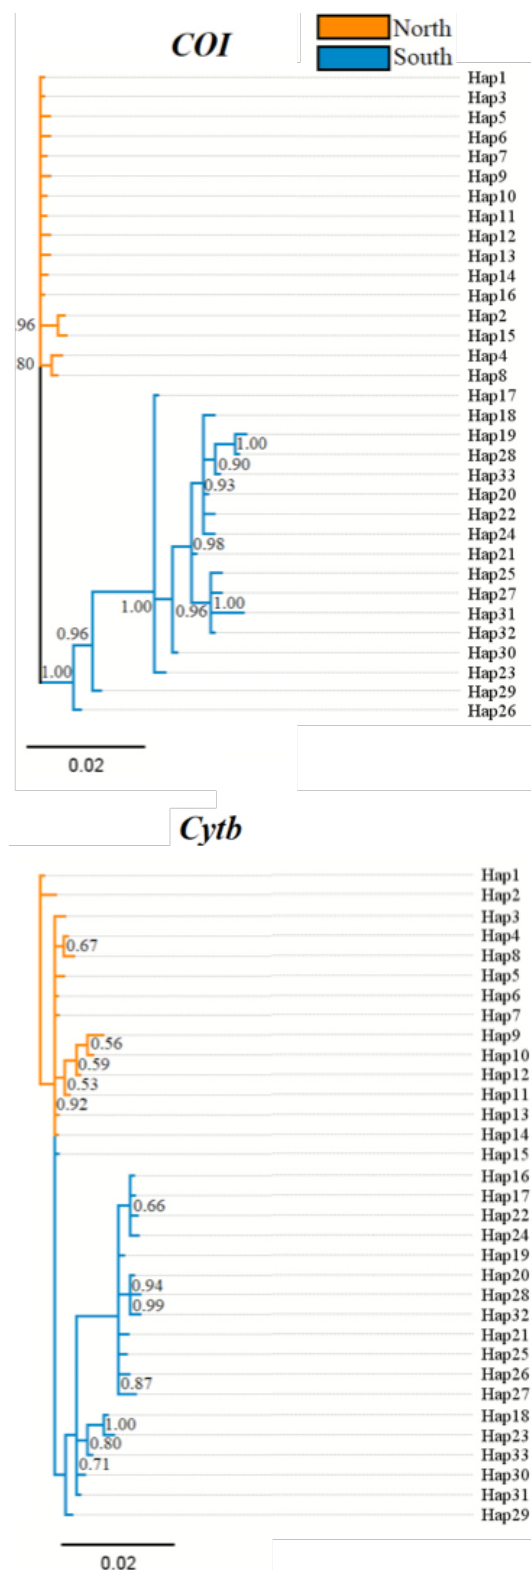 COI
North
South
Hap1
Hap3
Hap5
Hap6
Hap7
Hap9
Hap10
Hap11
Hap12
Hap13
Hap14
Hap16
Hap2
.96
Hap15
Hap4
.80
Hap8
Hap17
Hap18
Hap19
1.00
Hap28
0.90
Hap33
0.93
Hap20
Hap22
Hap24
0.98
Hap21
Hap25
Hap27
1.00
1.00
0.96
Hap31
0.96
Hap32
Hap30
1.00
Hap23
Hap29
Hap26
0.02
Cytb
Hap1
Hap2
Hap3
Hap4
0.67
Hap8
Hap5
Hap6
Hap7
Hap9
0.56
Hap10
0.59
Hap12
0.53
Hap11
0.92
Hap13
Hap14
Hap15
Hap16
Hap17
0.66
Hap22
Hap24
Hap19
Hap20
0.94
Hap28
0.99
Hap32
Hap21
Hap25
Hap26
0.87
Hap27
Hap18
1.00
Hap23
0.80
Hap33
0.71
Hap30
Hap31
Hap29
0.02